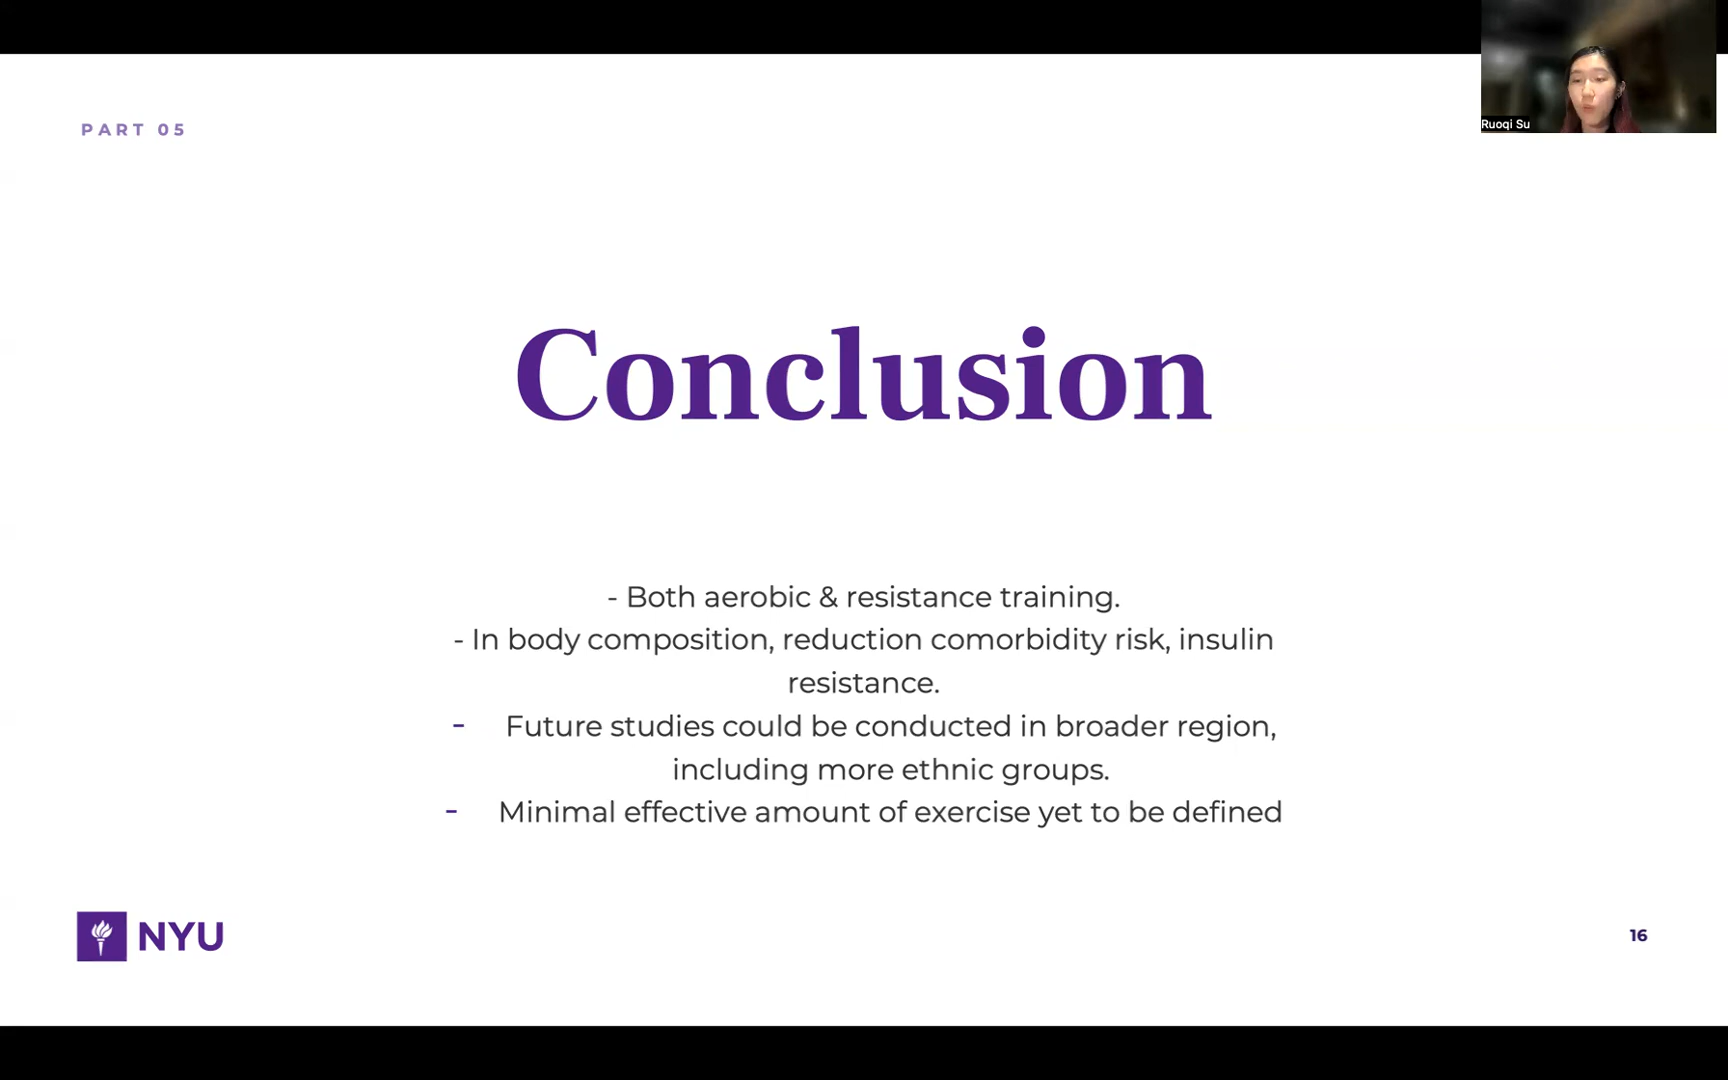 Ruoqi Su
PART 05
Conclusion
- Both aerobic & resistance training.
- In body composition, reduction comorbidity risk, insulin
resistance.
- Future studies could be conducted in broader region,
including more ethnic groups.
- Minimal effective amount of exercise yet to be defined
NYU
16